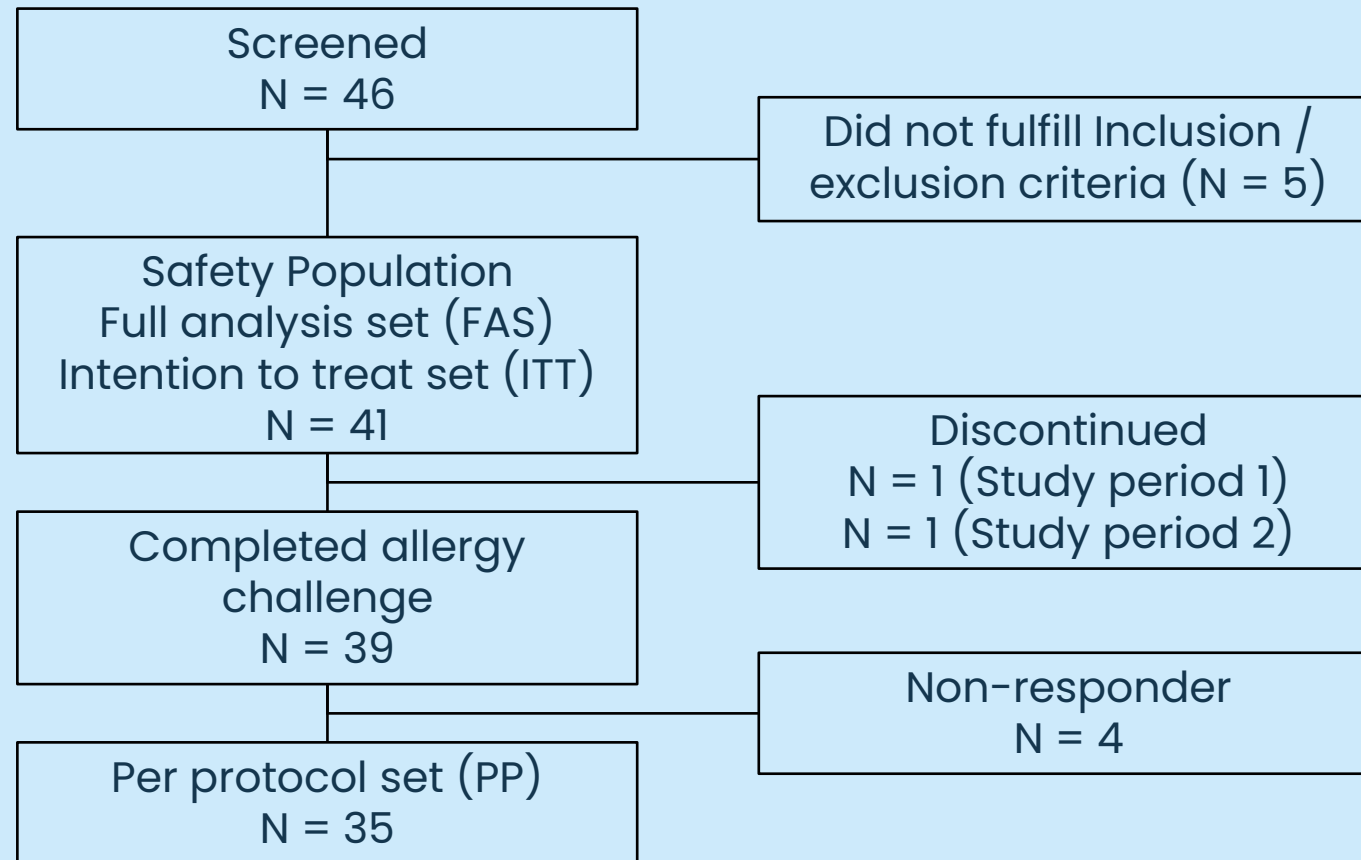 Screened
N = 46
Did not fulfill Inclusion /
exclusion criteria (N = 5)
Safety Population
Full analysis set (FAS)
Intention to treat set (ITT)
N = 41
Discontinued
N = 1 (Study period 1)
N = 1 (Study period 2)
Completed allergy
challenge
N = 39
Non-responder
N = 4
Per protocol set (PP)
N = 35